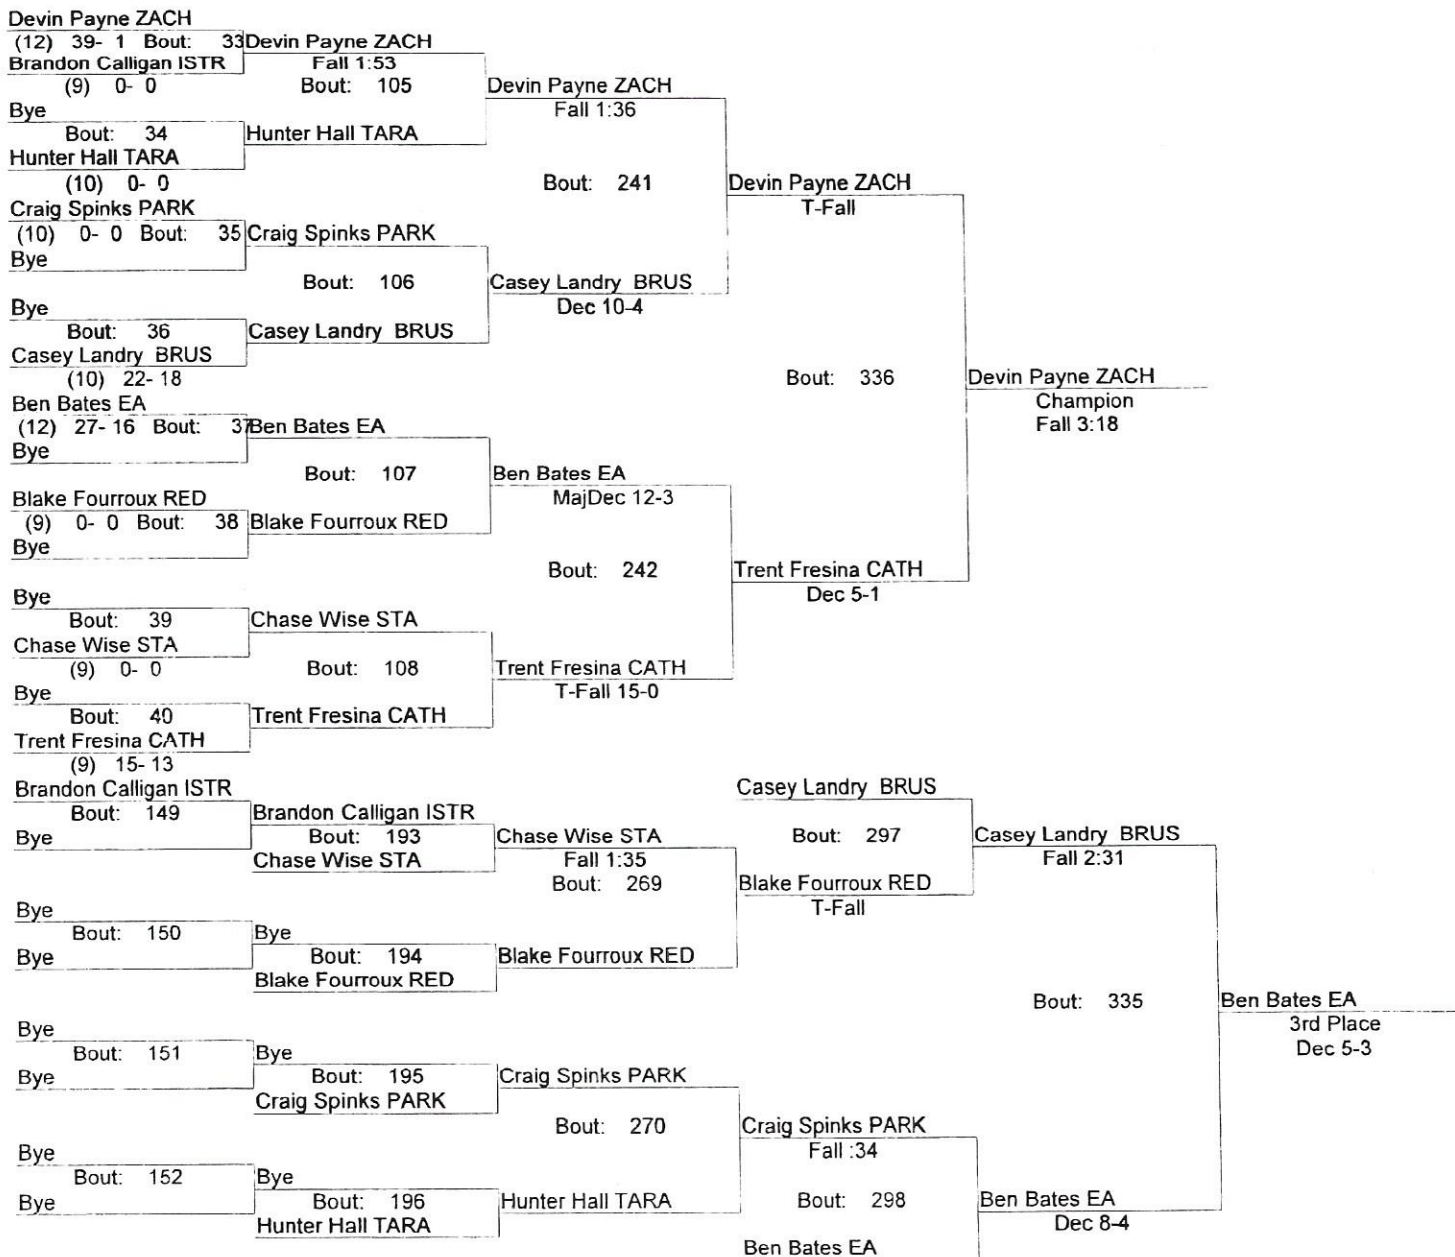 Devin Payne ZACH
(12) 39- 1 Bout: 33
Devin Payne ZACH
Brandon Calligan ISTR
Fall 1:53
(9) 0- 0
Bout: 105
Devin Payne ZACH
Bye
Fall 1:36
Bout: 34
Hunter Hall TARA
Hunter Hall TARA
(10) 0- 0
Bout: 241
Devin Payne ZACH
T-Fall
Craig Spinks PARK
(10) 0- 0 Bout: 35
Craig Spinks PARK
Bye
Bout: 106
Casey Landry BRUS
Dec 10-4
Bye
Bout: 36
Casey Landry BRUS
Casey Landry BRUS
(10) 22- 18
Bout: 336
Devin Payne ZACH
Champion
Fall 3:18
Ben Bates EA
(12) 27- 16 Bout: 37
Ben Bates EA
Bye
Bout: 107
Ben Bates EA
MajDec 12-3
Blake Fourroux RED
(9) 0- 0 Bout: 38
Blake Fourroux RED
Bye
Bout: 242
Trent Fresina CATH
Dec 5-1
Bye
Bout: 39
Chase Wise STA
Chase Wise STA
(9) 0- 0
Bout: 108
Trent Fresina CATH
T-Fall 15-0
Bye
Bout: 40
Trent Fresina CATH
Trent Fresina CATH
(9) 15- 13
Brandon Calligan ISTR
Bout: 149
Brandon Calligan ISTR
Bye
Bout: 193
Chase Wise STA
Chase Wise STA
Fall 1:35
Bout: 269
Casey Landry BRUS
Bout: 297
Casey Landry BRUS
Fall 2:31
Blake Fourroux RED
T-Fall
Bye
Bout: 150
Bye
Bye
Bout: 194
Blake Fourroux RED
Blake Fourroux RED
Bout: 335
Ben Bates EA
3rd Place
Dec 5-3
Bye
Bout: 151
Bye
Bye
Bout: 195
Craig Spinks PARK
Craig Spinks PARK
Bout: 270
Craig Spinks PARK
Fall :34
Bye
Bout: 152
Bye
Bye
Bout: 196
Hunter Hall TARA
Hunter Hall TARA
Bout: 298
Ben Bates EA
Dec 8-4
Ben Bates EA